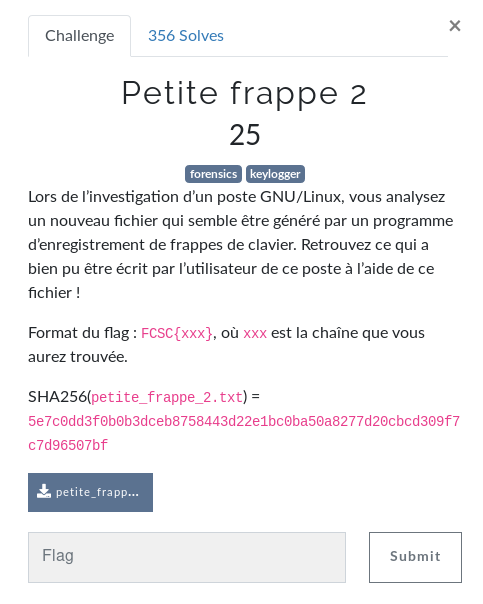 Challenge
356 Solves
×
Petite frappe 2
25
forensics keylogger
Lors de l’investigation d’un poste GNU/Linux, vous analysez
un nouveau fichier qui semble être généré par un programme
d’enregistrement de frappes de clavier. Retrouvez ce qui a
bien pu être écrit par l’utilisateur de ce poste à l’aide de ce
fichier !
Format du flag : FCSC{xxx}, où xxx est la chaîne que vous
aurez trouvée.
SHA256(petite_frappe_2.txt) =
5e7c0dd3f0b0b3dceb8758443d22e1bc0ba50a8277d20cbcd309f7
c7d96507bf
petite_frapp...
Flag
Submit